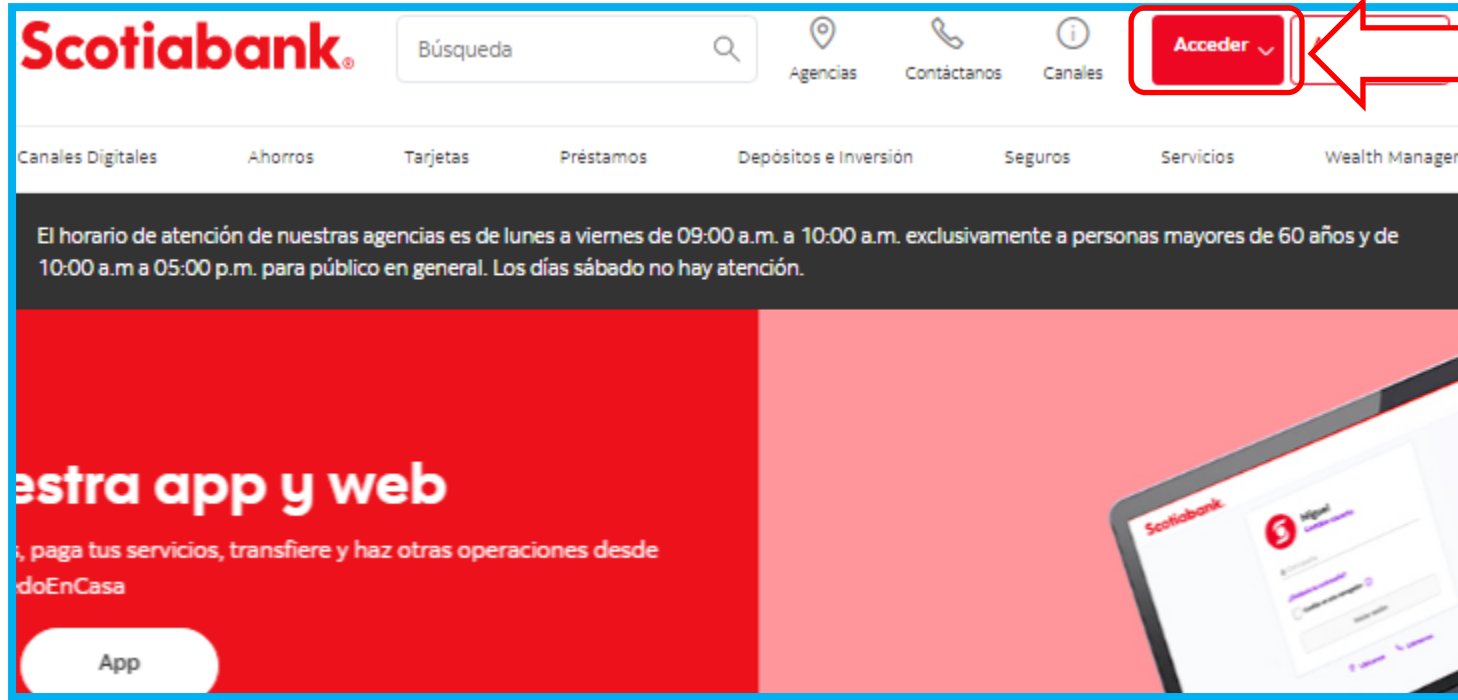 Scotiabank®
Búsqueda
Agencias
Contáctanos
Canales
Acceder
Canales Digitales
Ahorros
Tarjetas
Préstamos
Depósitos e Inversión
Seguros
Servicios
Wealth Manager
El horario de atención de nuestras agencias es de lunes a viernes de 09:00 a.m. a 10:00 a.m. exclusivamente a personas mayores de 60 años y de
10:00 a.m a 05:00 p.m. para público en general. Los días sábado no hay atención.
estra app y web
s, paga tus servicios, transfiere y haz otras operaciones desde
doEnCasa
App
Scotiabank.
Miguel